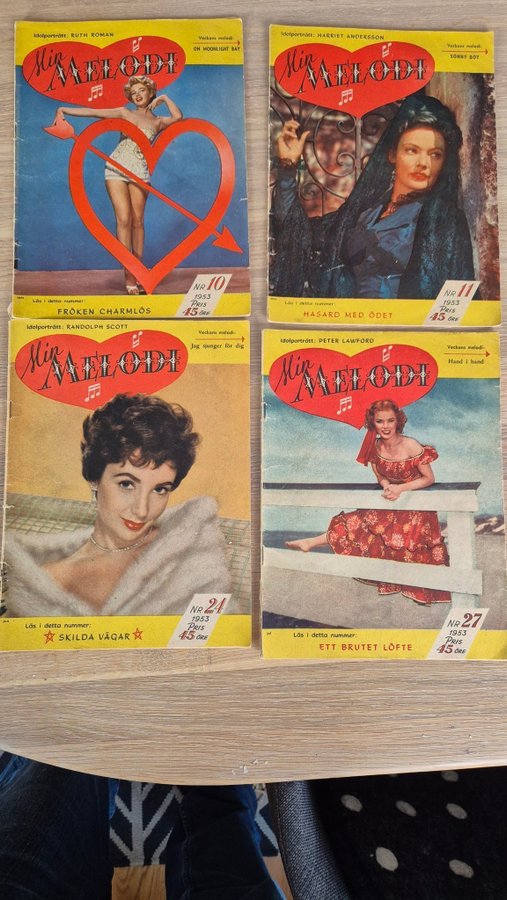 Idolporträtt: RUTH ROMAN
Veckans melodi:
ON MOONLIGHT BAY
Min
MELODI
NR 10
1953
PRIS
45 ÖRE
Läs i detta nummer:
FRÖKEN CHARMLÖS
Idolporträtt: HARRIET ANDERSSON
Veckans melodi:
SONNY BOY
Min
MELODI
NR 11
1953
PRIS
45 ÖRE
Läs i detta nummer:
HASARD MED ÖDET
Idolporträtt: RANDOLPH SCOTT
Veckans melodi:
Jag sjunger för dig
Min
MELODI
NR 24
1953
PRIS
45 ÖRE
Läs i detta nummer:
SKILDA VÄGAR
Idolporträtt: PETER LAWFORD
Veckans melodi:
Hand i hand
Min
MELODI
NR 27
1953
PRIS
45 ÖRE
Läs i detta nummer:
ETT BRUTET LÖFTE